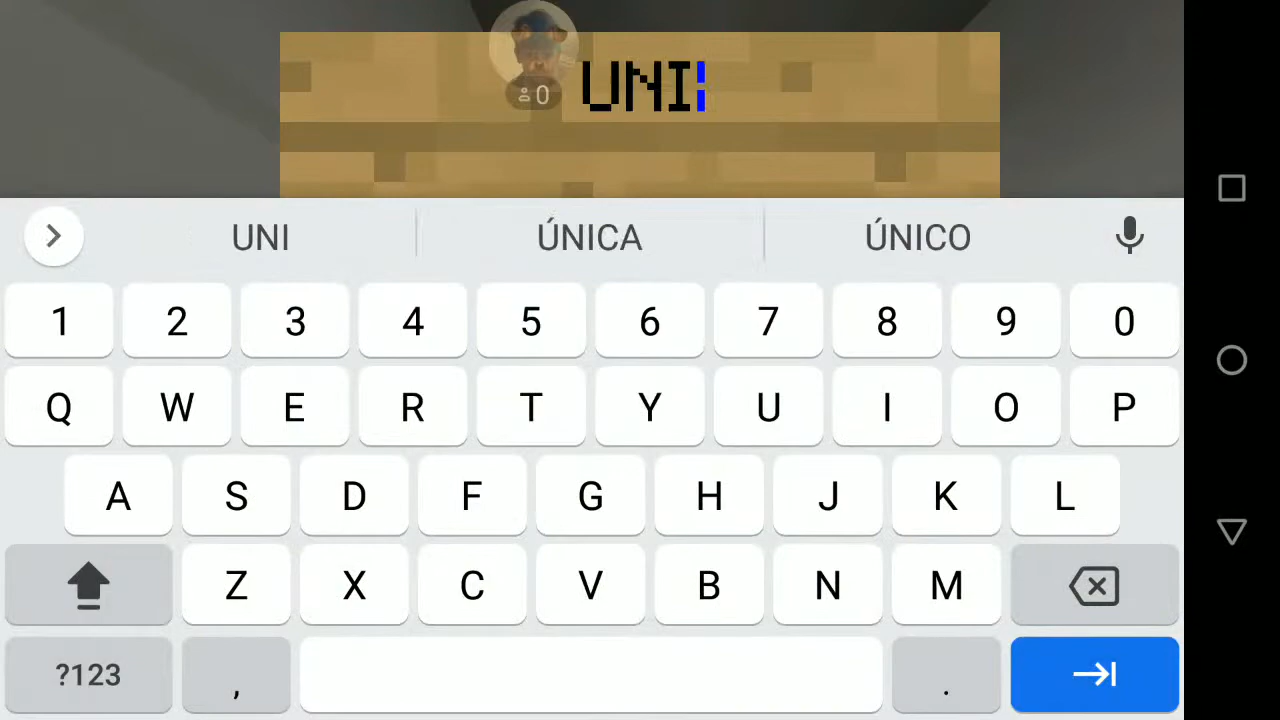 UNI
0
UNI ÚNICA ÚNICO
1 2 3 4 5 6 7 8 9 0
Q W E R T Y U I O P
A S D F G H J K L
Z X C V B N M
?123 , .